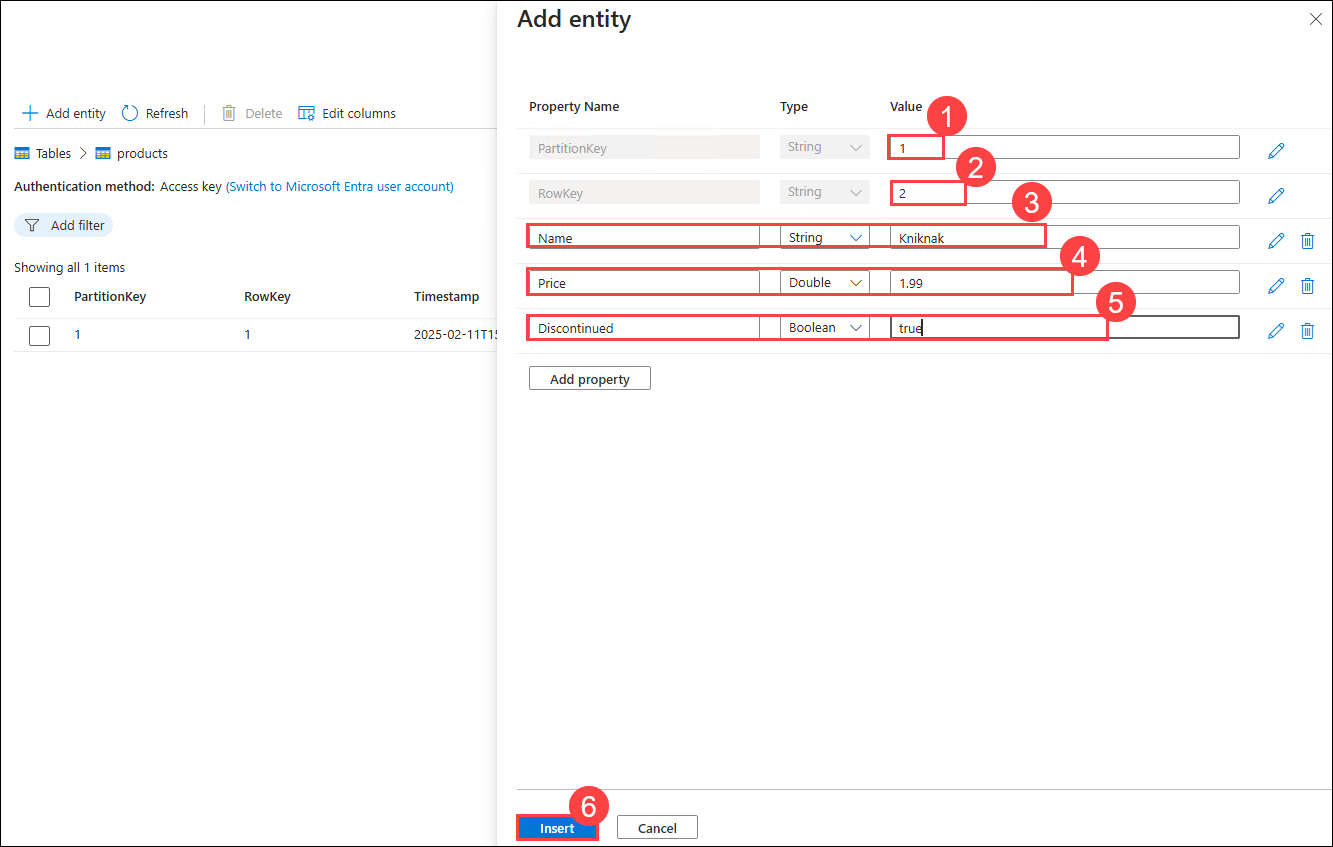 Add entity
Add entity Refresh Delete Edit columns
Tables products
Authentication method: Access key (Switch to Microsoft Entra user account)
Add filter
Showing all 1 items
PartitionKey RowKey Timestamp
1 1 2025-02-11T15
Property Name Type Value
1
PartitionKey String 1
2
RowKey String 2
3
Name String Kniknak
4
Price Double 1.99
5
Discontinued Boolean true
Add property
6
Insert Cancel